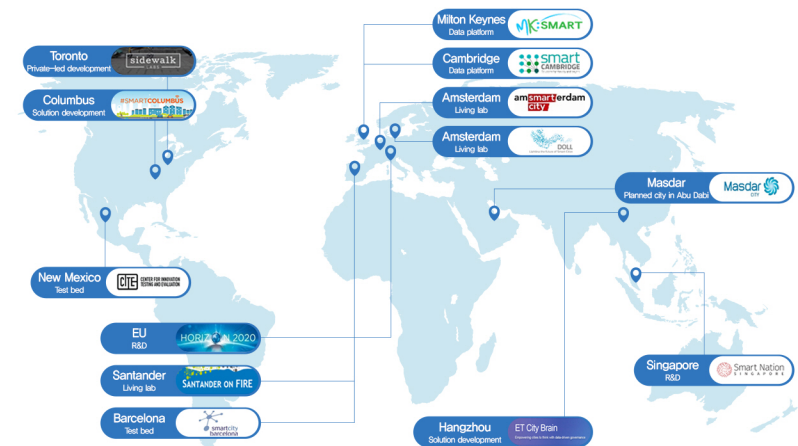 Toronto
Private-led development
sidewalk
LABS
Columbus
Solution development
#SMARTCOLUMBUS
Milton Keynes
Data platform
MK:SMART
Cambridge
Data platform
smart
CAMBRIDGE
Amsterdam
Living lab
amsmarterdam
city
Amsterdam
Living lab
DOLL
Masdar
Planned city in Abu Dabi
Masdar
CITY
New Mexico
Test bed
CITE
CENTER FOR INNOVATION
TESTING AND EVALUATION
EU
R&D
HORIZON 2020
Santander
Living lab
SANTANDER ON FIRE
Barcelona
Test bed
smartcity
barcelona
Singapore
R&D
Smart Nation
SINGAPORE
Hangzhou
Solution development
ET City Brain